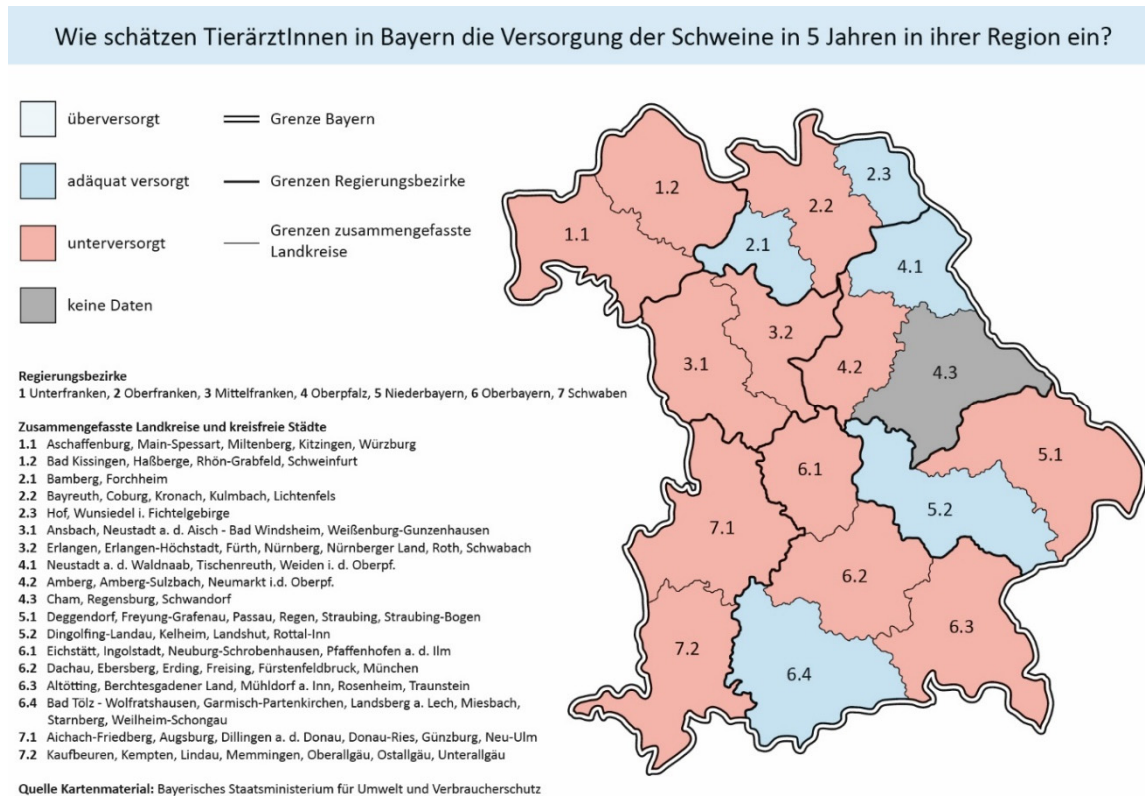 Wie schätzen TierärztInnen in Bayern die Versorgung der Schweine in 5 Jahren in ihrer Region ein?
überversorgt
adäquat versorgt
unterversorgt
keine Daten
Grenze Bayern
Grenzen Regierungsbezirke
Grenzen zusammengefasste
Landkreise
Regierungsbezirke
1 Unterfranken, 2 Oberfranken, 3 Mittelfranken, 4 Oberpfalz, 5 Niederbayern, 6 Oberbayern, 7 Schwaben
Zusammengefasste Landkreise und kreisfreie Städte
1.1 Aschaffenburg, Main-Spessart, Miltenberg, Kitzingen, Würzburg
1.2 Bad Kissingen, Haßberge, Rhön-Grabfeld, Schweinfurt
2.1 Bamberg, Forchheim
2.2 Bayreuth, Coburg, Kronach, Kulmbach, Lichtenfels
2.3 Hof, Wunsiedel i. Fichtelgebirge
3.1 Ansbach, Neustadt a. d. Aisch - Bad Windsheim, Weißenburg-Gunzenhausen
3.2 Erlangen, Erlangen-Höchstadt, Fürth, Nürnberg, Nürnberger Land, Roth, Schwabach
4.1 Neustadt a. d. Waldnaab, Tischenreuth, Weiden i. d. Oberpf.
4.2 Amberg, Amberg-Sulzbach, Neumarkt i.d. Oberpf.
4.3 Cham, Regensburg, Schwandorf
5.1 Deggendorf, Freyung-Grafenau, Passau, Regen, Straubing, Straubing-Bogen
5.2 Dingolfing-Landau, Kelheim, Landshut, Rottal-Inn
6.1 Eichstätt, Ingolstadt, Neuburg-Schrobenhausen, Pfaffenhofen a. d. Ilm
6.2 Dachau, Ebersberg, Erding, Freising, Fürstenfeldbruck, München
6.3 Altötting, Berchtesgadener Land, Mühldorf a. Inn, Rosenheim, Traunstein
6.4 Bad Tölz - Wolfratshausen, Garmisch-Partenkirchen, Landsberg a. Lech, Miesbach,
Starnberg, Weilheim-Schongau
7.1 Aichach-Friedberg, Augsburg, Dillingen a. d. Donau, Donau-Ries, Günzburg, Neu-Ulm
7.2 Kaufbeuren, Kempten, Lindau, Memmingen, Oberallgäu, Ostallgäu, Unterallgäu
Quelle Kartenmaterial: Bayerisches Staatsministerium für Umwelt und Verbraucherschutz
2.3
1.2
2.2
1.1
2.1
4.1
3.2
3.1
4.2
4.3
5.1
6.1
5.2
7.1
6.2
6.3
7.2
6.4